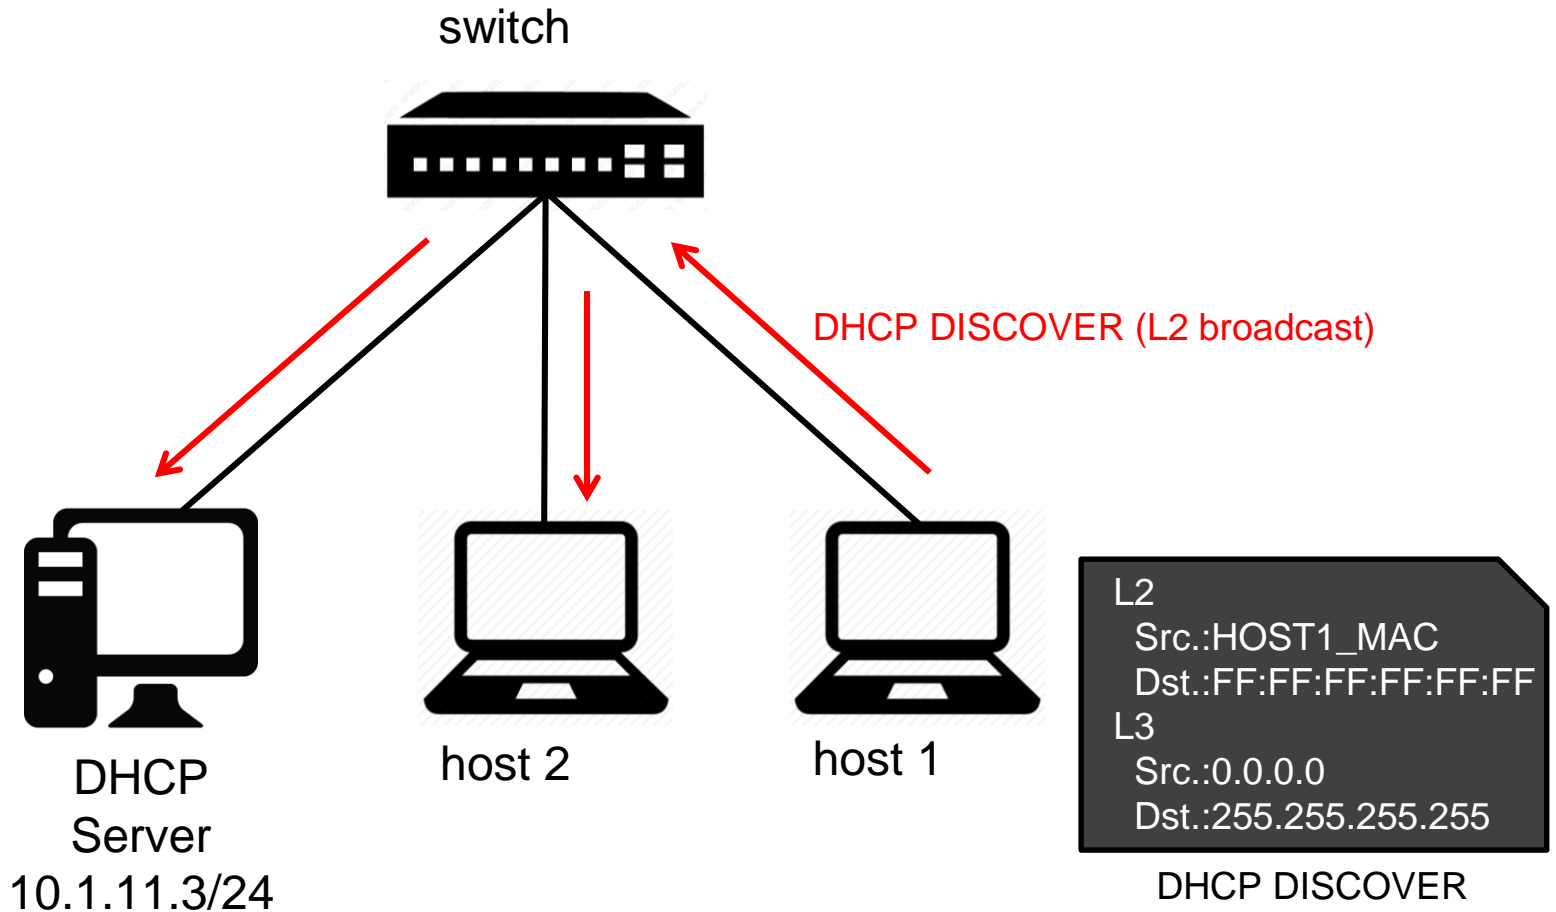 switch
DHCP DISCOVER (L2 broadcast)
L2
Src.:HOST1_MAC
Dst.:FF:FF:FF:FF:FF:FF
L3
Src.:0.0.0.0
Dst.:255.255.255.255
DHCP DISCOVER
host 1
host 2
DHCP
Server
10.1.11.3/24